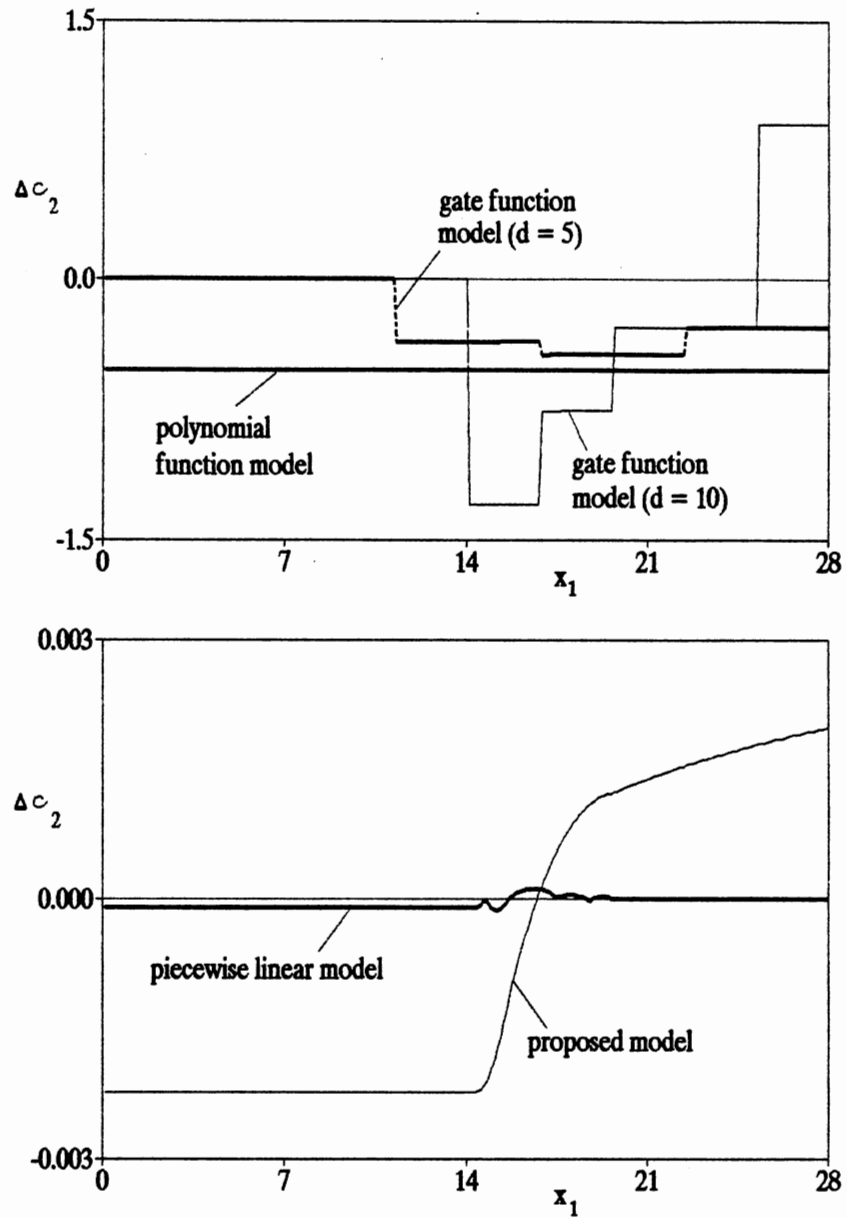 1.5
Δc₂
gate function
model (d = 5)
0.0
polynomial
function model
gate function
model (d = 10)
-1.5
0
7
14
21
28
x₁
0.003
Δc₂
0.000
piecewise linear model
proposed model
-0.003
0
7
14
21
28
x₁